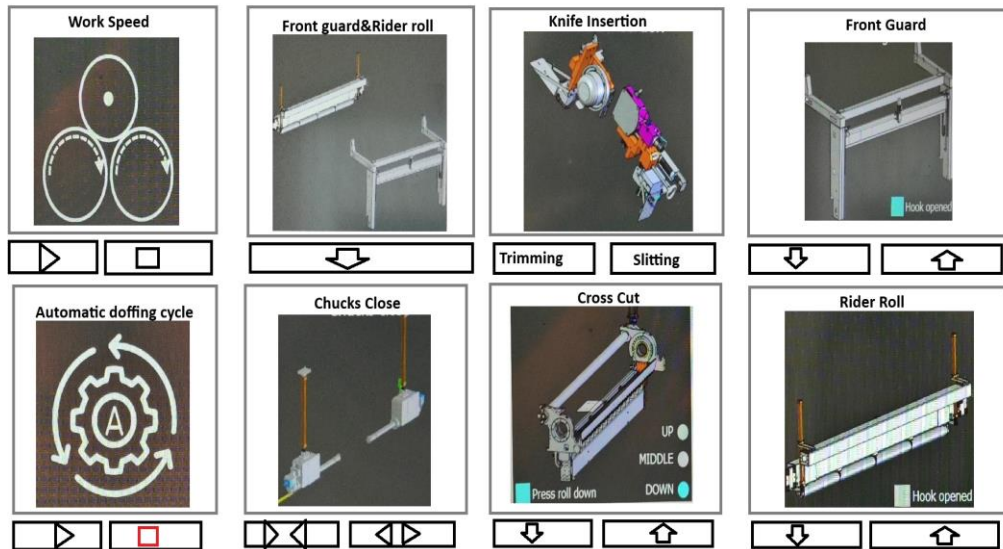 Work Speed
Front guard&Rider roll
Knife Insertion
Front Guard
Hook opened
Trimming
Slitting
Automatic doffing cycle
A
Chucks Close
Cross Cut
UP
MIDDLE
Press roll down
DOWN
Rider Roll
Hook opened